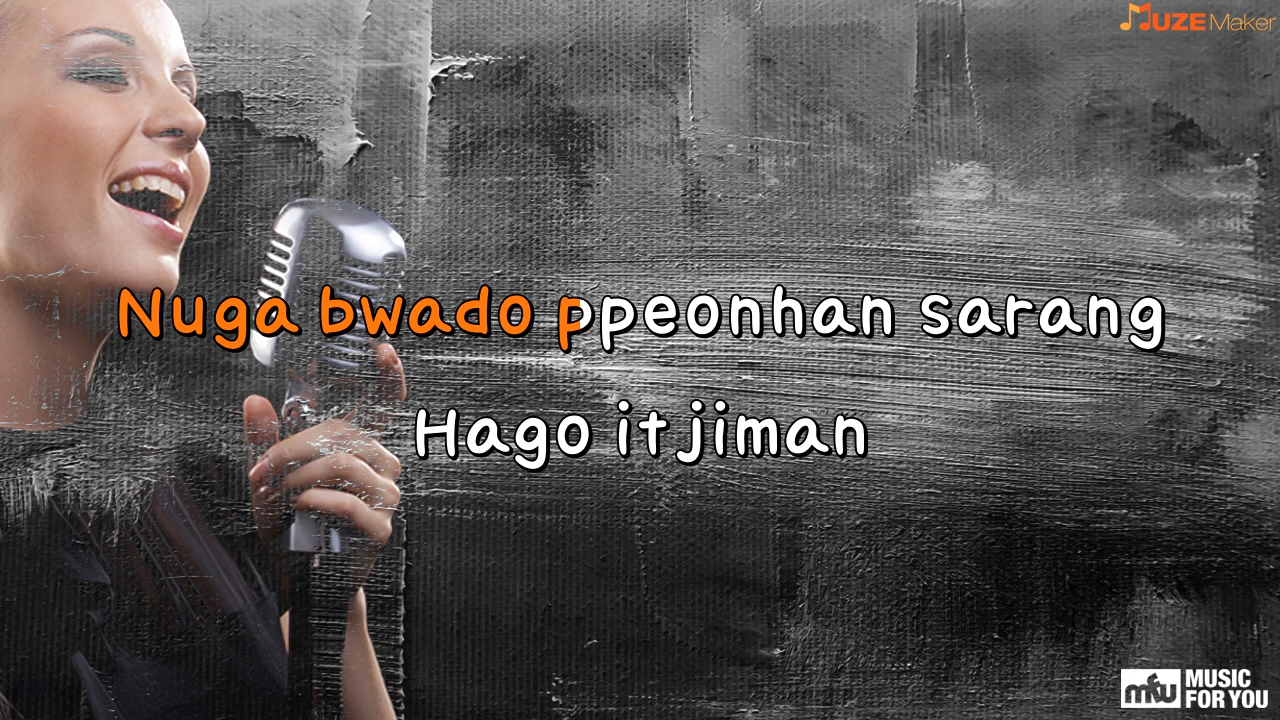 MUZE Maker
Nuga bwado ppeonhan sarang
Hago itjiman
mfu MUSIC
FOR YOU